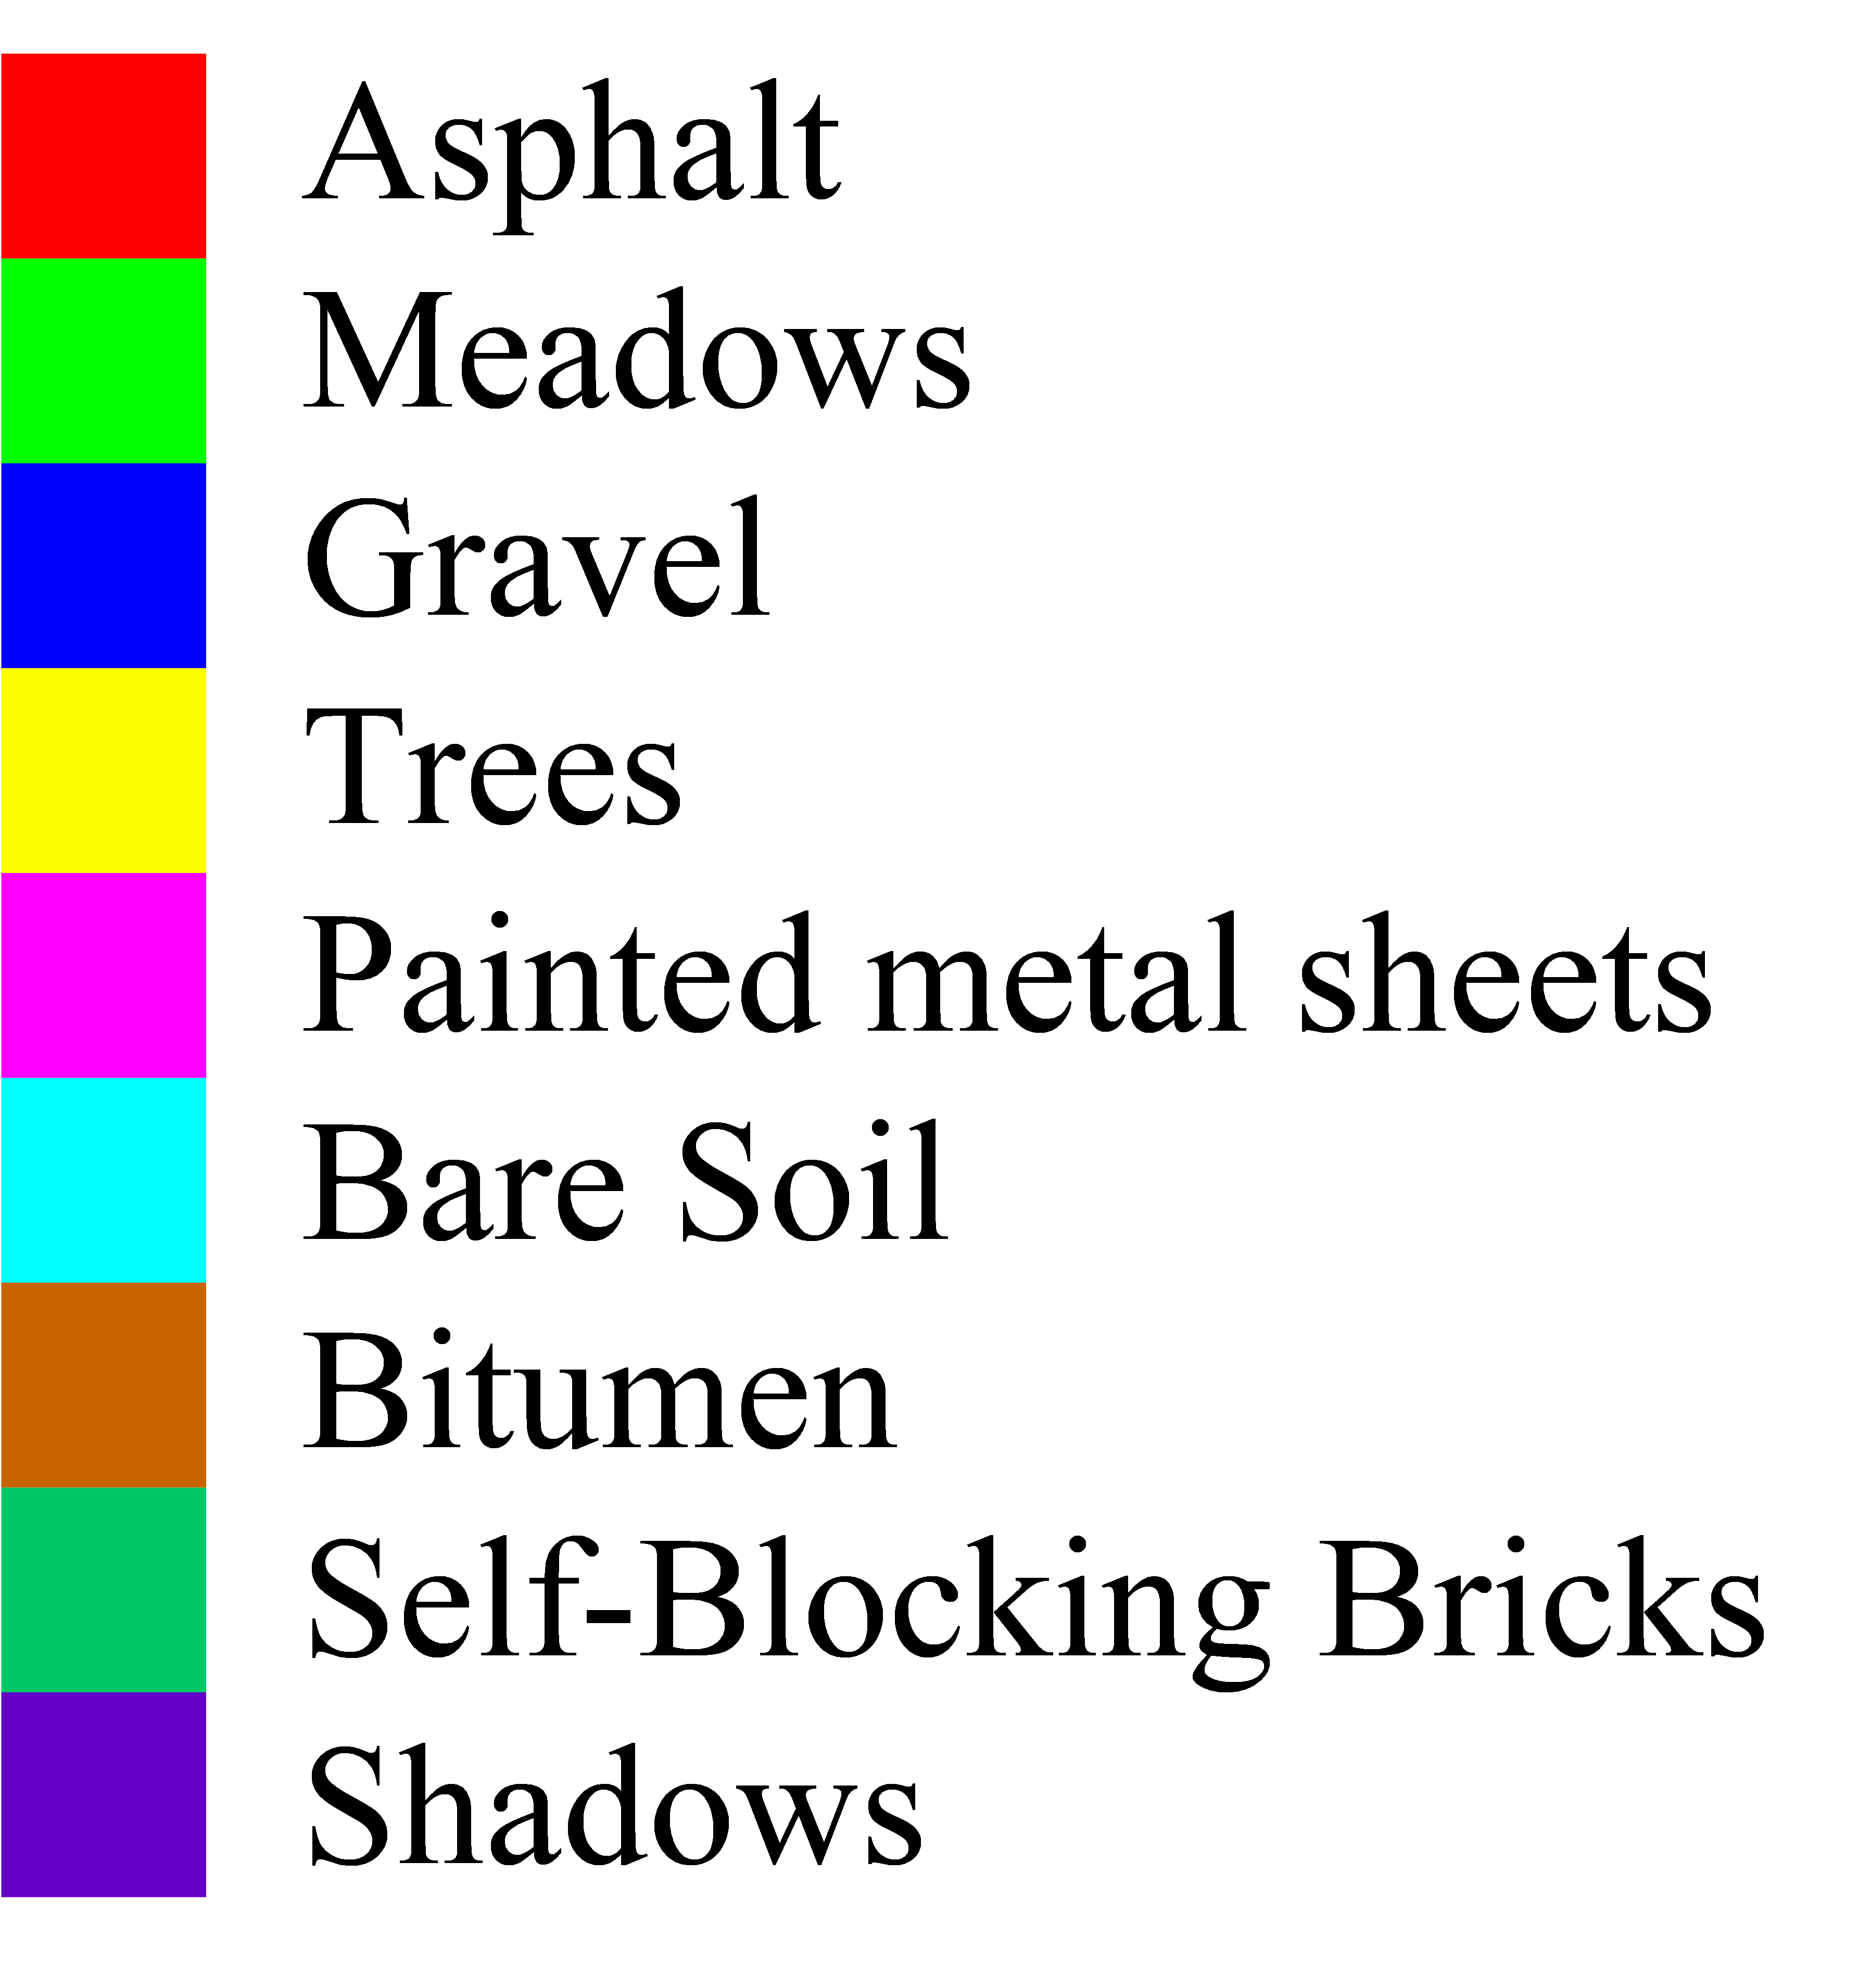 Asphalt
Meadows
Gravel
Trees
Painted metal sheets
Bare Soil
Bitumen
Self-Blocking Bricks
Shadows